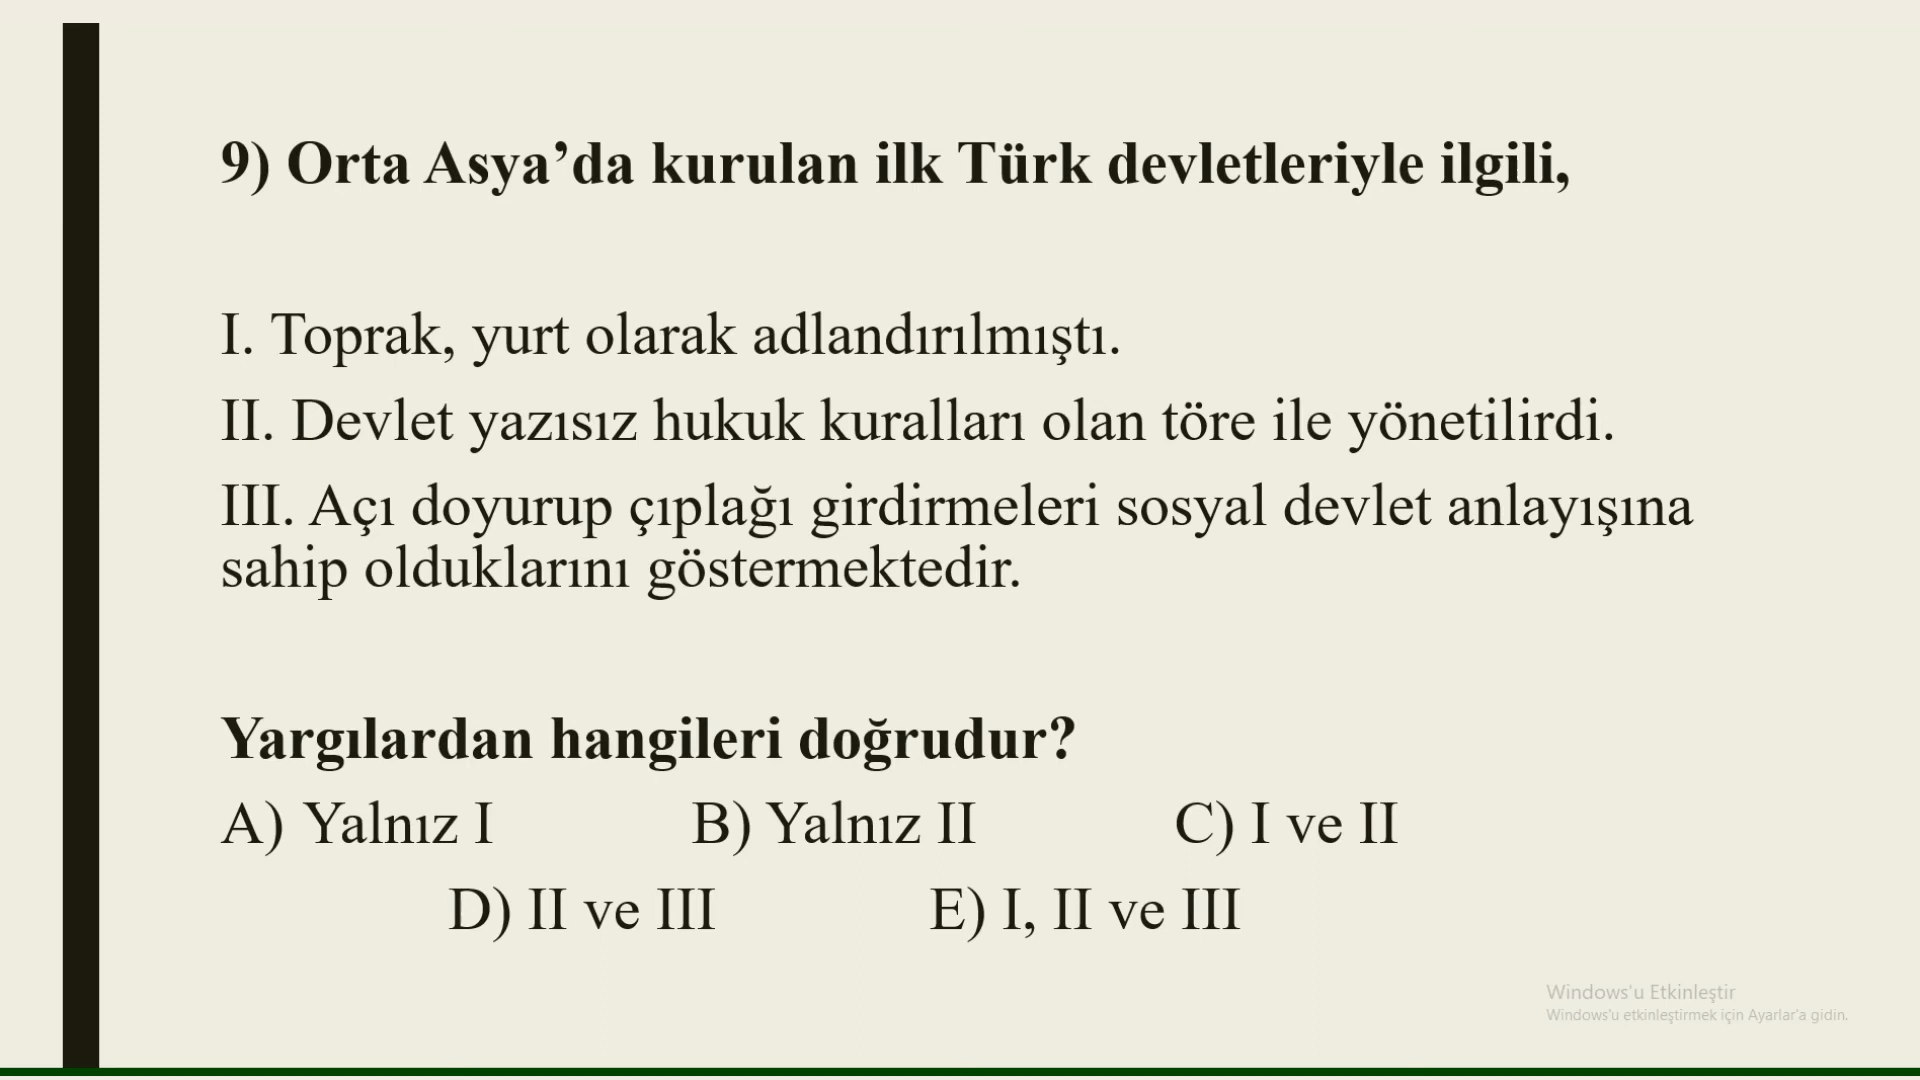 9) Orta Asya’da kurulan ilk Türk devletleriyle ilgili,
I. Toprak, yurt olarak adlandırılmıştı.
II. Devlet yazısız hukuk kuralları olan töre ile yönetilirdi.
III. Açı doyurup çıplağı girdirmeleri sosyal devlet anlayışına
sahip olduklarını göstermektedir.
Yargılardan hangileri doğrudur?
A) Yalnız I B) Yalnız II C) I ve II
D) II ve III E) I, II ve III
Windows'u Etkinleştir
Windows'u etkinleştirmek için Ayarlar'a gidin.